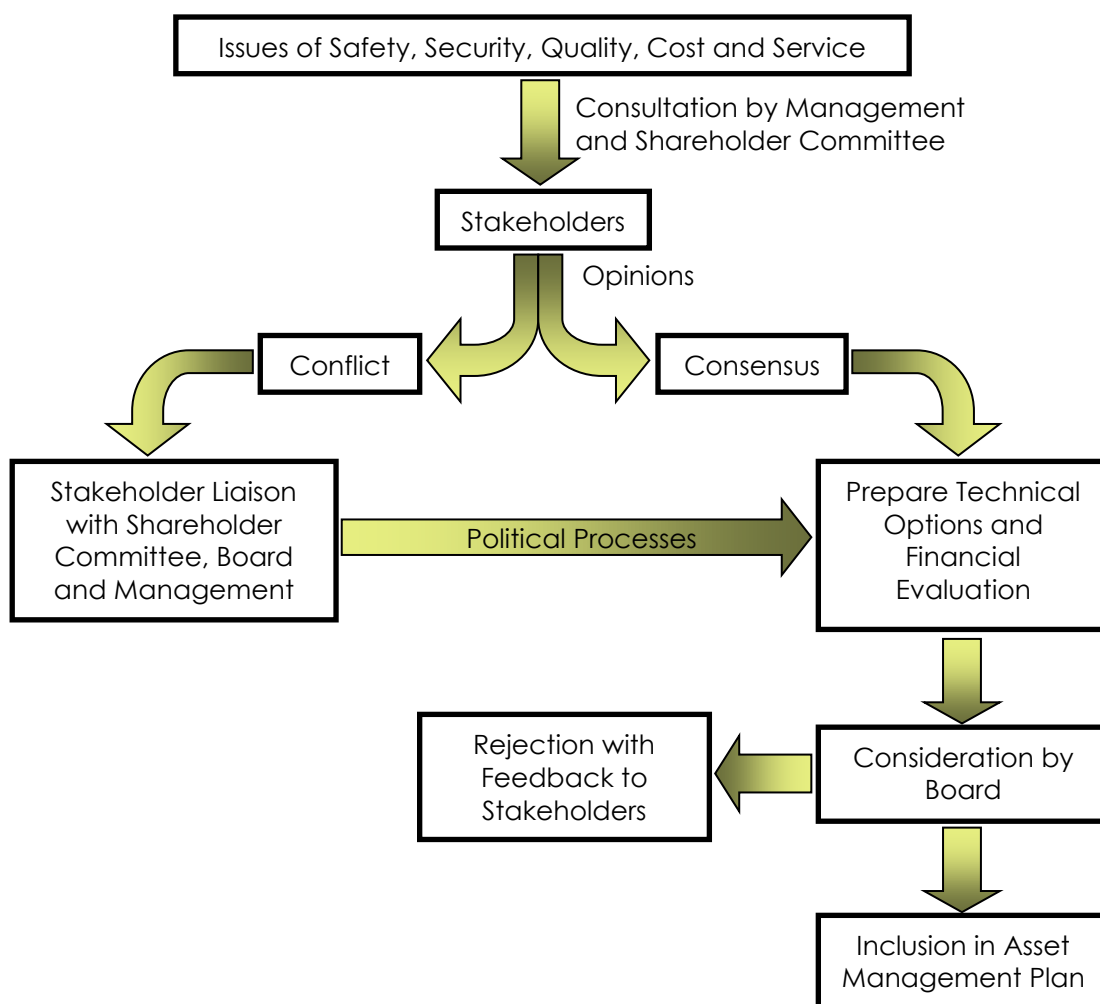 Issues of Safety, Security, Quality, Cost and Service
Consultation by Management
and Shareholder Committee
Stakeholders
Opinions
Conflict
Consensus
Stakeholder Liaison
with Shareholder
Committee, Board
and Management
Political Processes
Prepare Technical
Options and
Financial
Evaluation
Rejection with
Feedback to
Stakeholders
Consideration by
Board
Inclusion in Asset
Management Plan